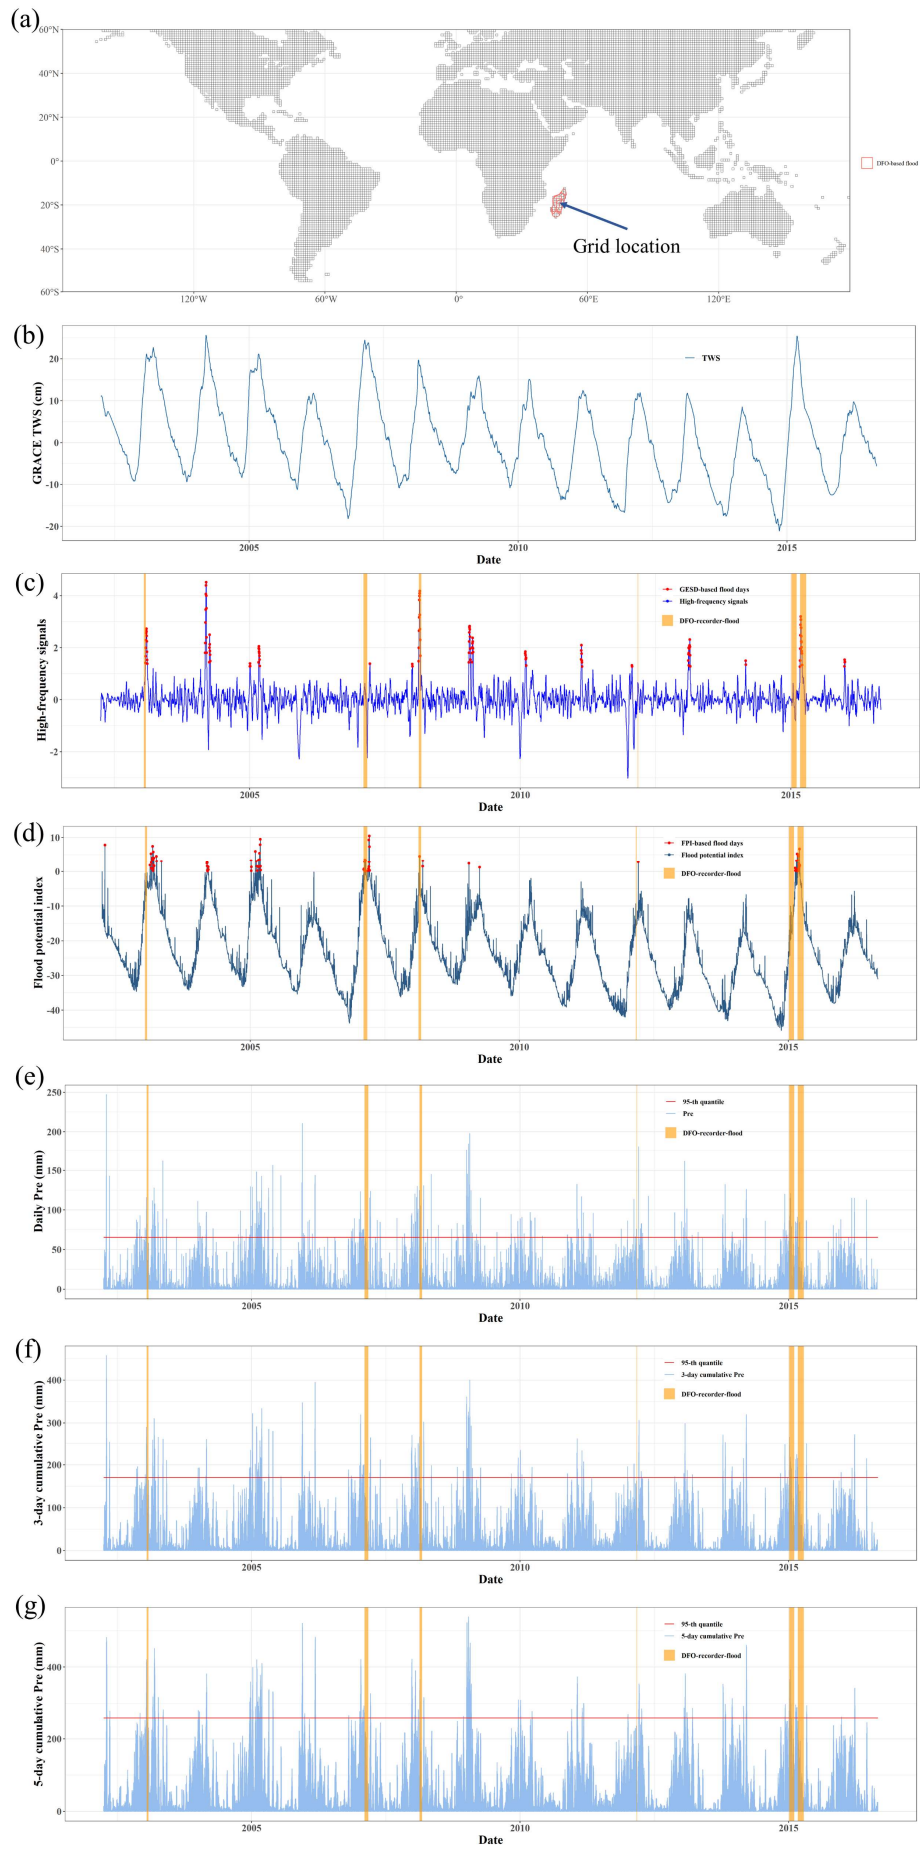 (a)
60°N
40°N
20°N
0°
20°S
40°S
60°S
120°W
60°W
0°
60°E
120°E
DFO-based flood
Grid location
(b)
GRACE TWS (cm)
20
10
0
-10
-20
TWS
2005
2010
2015
Date
(c)
High-frequency signals
4
2
0
-2
GESD-based flood days
High-frequency signals
DFO-recorder-flood
2005
2010
2015
Date
(d)
Flood potential index
10
0
-10
-20
-30
-40
FPI-based flood days
Flood potential index
DFO-recorder-flood
2005
2010
2015
Date
(e)
Daily Pre (mm)
250
200
150
100
50
0
95-th quantile
Pre
DFO-recorder-flood
2005
2010
2015
Date
(f)
3-day cumulative Pre (mm)
400
300
200
100
0
95-th quantile
3-day cumulative Pre
DFO-recorder-flood
2005
2010
2015
Date
(g)
5-day cumulative Pre (mm)
400
200
0
95-th quantile
5-day cumulative Pre
DFO-recorder-flood
2005
2010
2015
Date